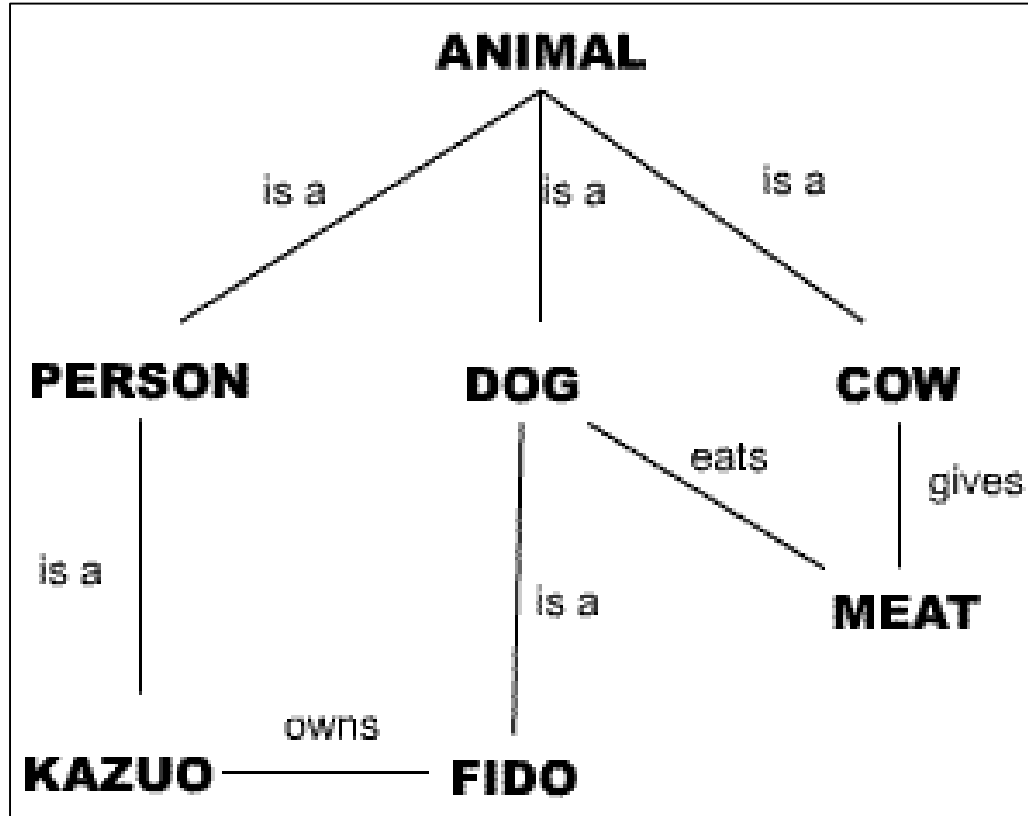 ANIMAL
is a
is a
is a
PERSON
DOG
COW
eats
gives
is a
is a
MEAT
owns
KAZUO
FIDO